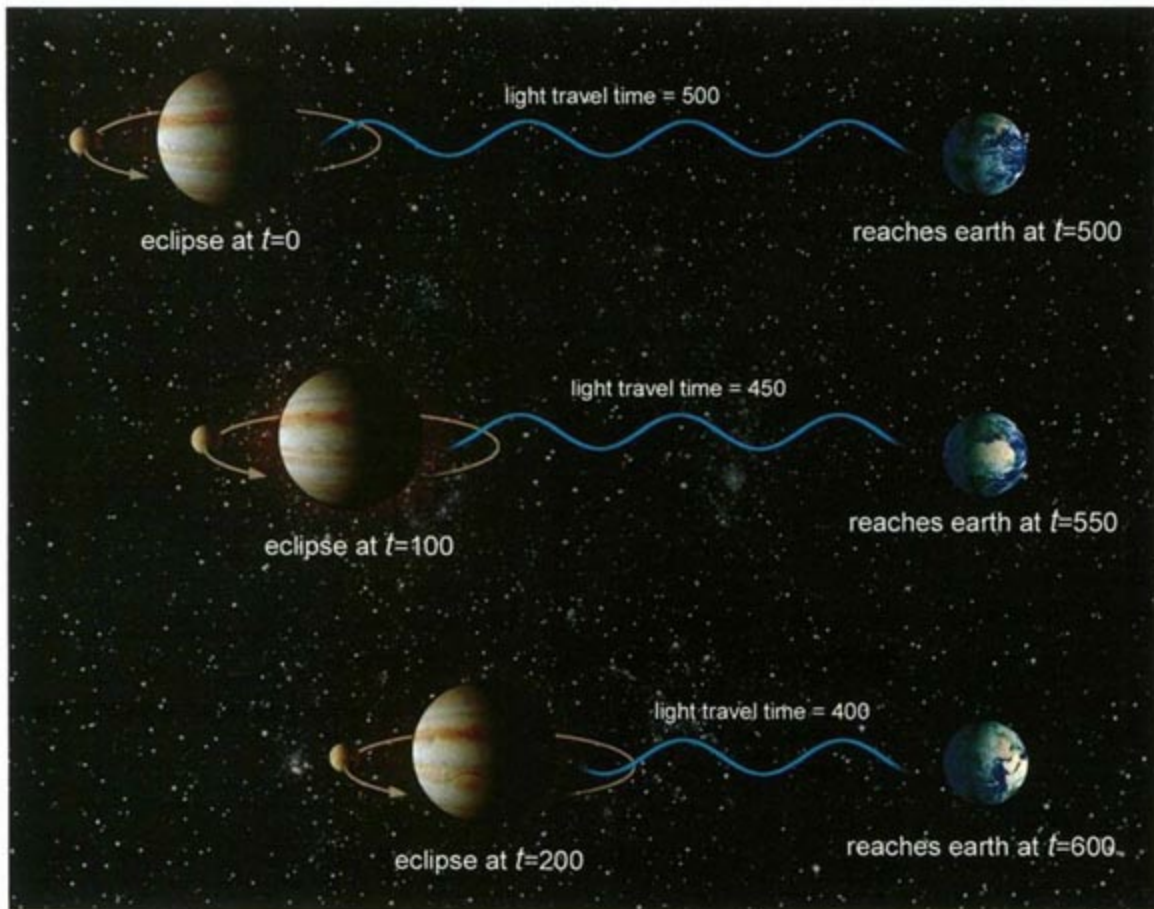 light travel time = 500
eclipse at t=0
reaches earth at t=500
light travel time = 450
eclipse at t=100
reaches earth at t=550
light travel time = 400
eclipse at t=200
reaches earth at t=600